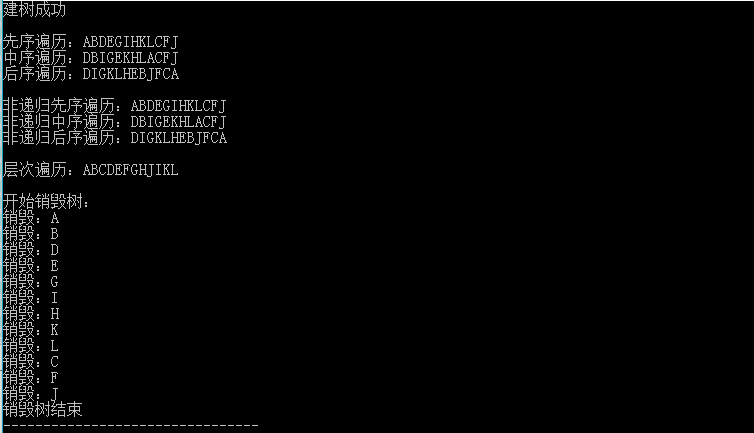 建树成功
先序遍历：ABDEGIHKLCFJ
中序遍历：DBIGEKHLACFJ
后序遍历：DIGKLHEBJFCA
非递归先序遍历：ABDEGIHKLCFJ
非递归中序遍历：DBIGEKHLACFJ
非递归后序遍历：DIGKLHEBJFCA
层次遍历：ABCDEFGHJIKL
开始销毁树：
销毁：A
销毁：B
销毁：D
销毁：E
销毁：G
销毁：I
销毁：H
销毁：K
销毁：L
销毁：C
销毁：F
销毁：J
销毁树结束
--------------------------------